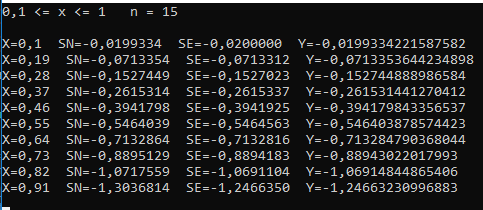 0,1 <= x <= 1   n = 15
X=0,1  SN=-0,0199334  SE=-0,0200000  Y=-0,0199334221587582
X=0,19  SN=-0,0713354  SE=-0,0713312  Y=-0,0713353644234898
X=0,28  SN=-0,1527449  SE=-0,1527023  Y=-0,152744888986584
X=0,37  SN=-0,2615314  SE=-0,2615337  Y=-0,261531441270412
X=0,46  SN=-0,3941798  SE=-0,3941925  Y=-0,394179843356537
X=0,55  SN=-0,5464039  SE=-0,5464563  Y=-0,546403878574423
X=0,64  SN=-0,7132864  SE=-0,7132816  Y=-0,713284790368044
X=0,73  SN=-0,8895129  SE=-0,8894183  Y=-0,88943022017993
X=0,82  SN=-1,0717559  SE=-1,0691104  Y=-1,06914844865406
X=0,91  SN=-1,3036814  SE=-1,2466350  Y=-1,24663230996883